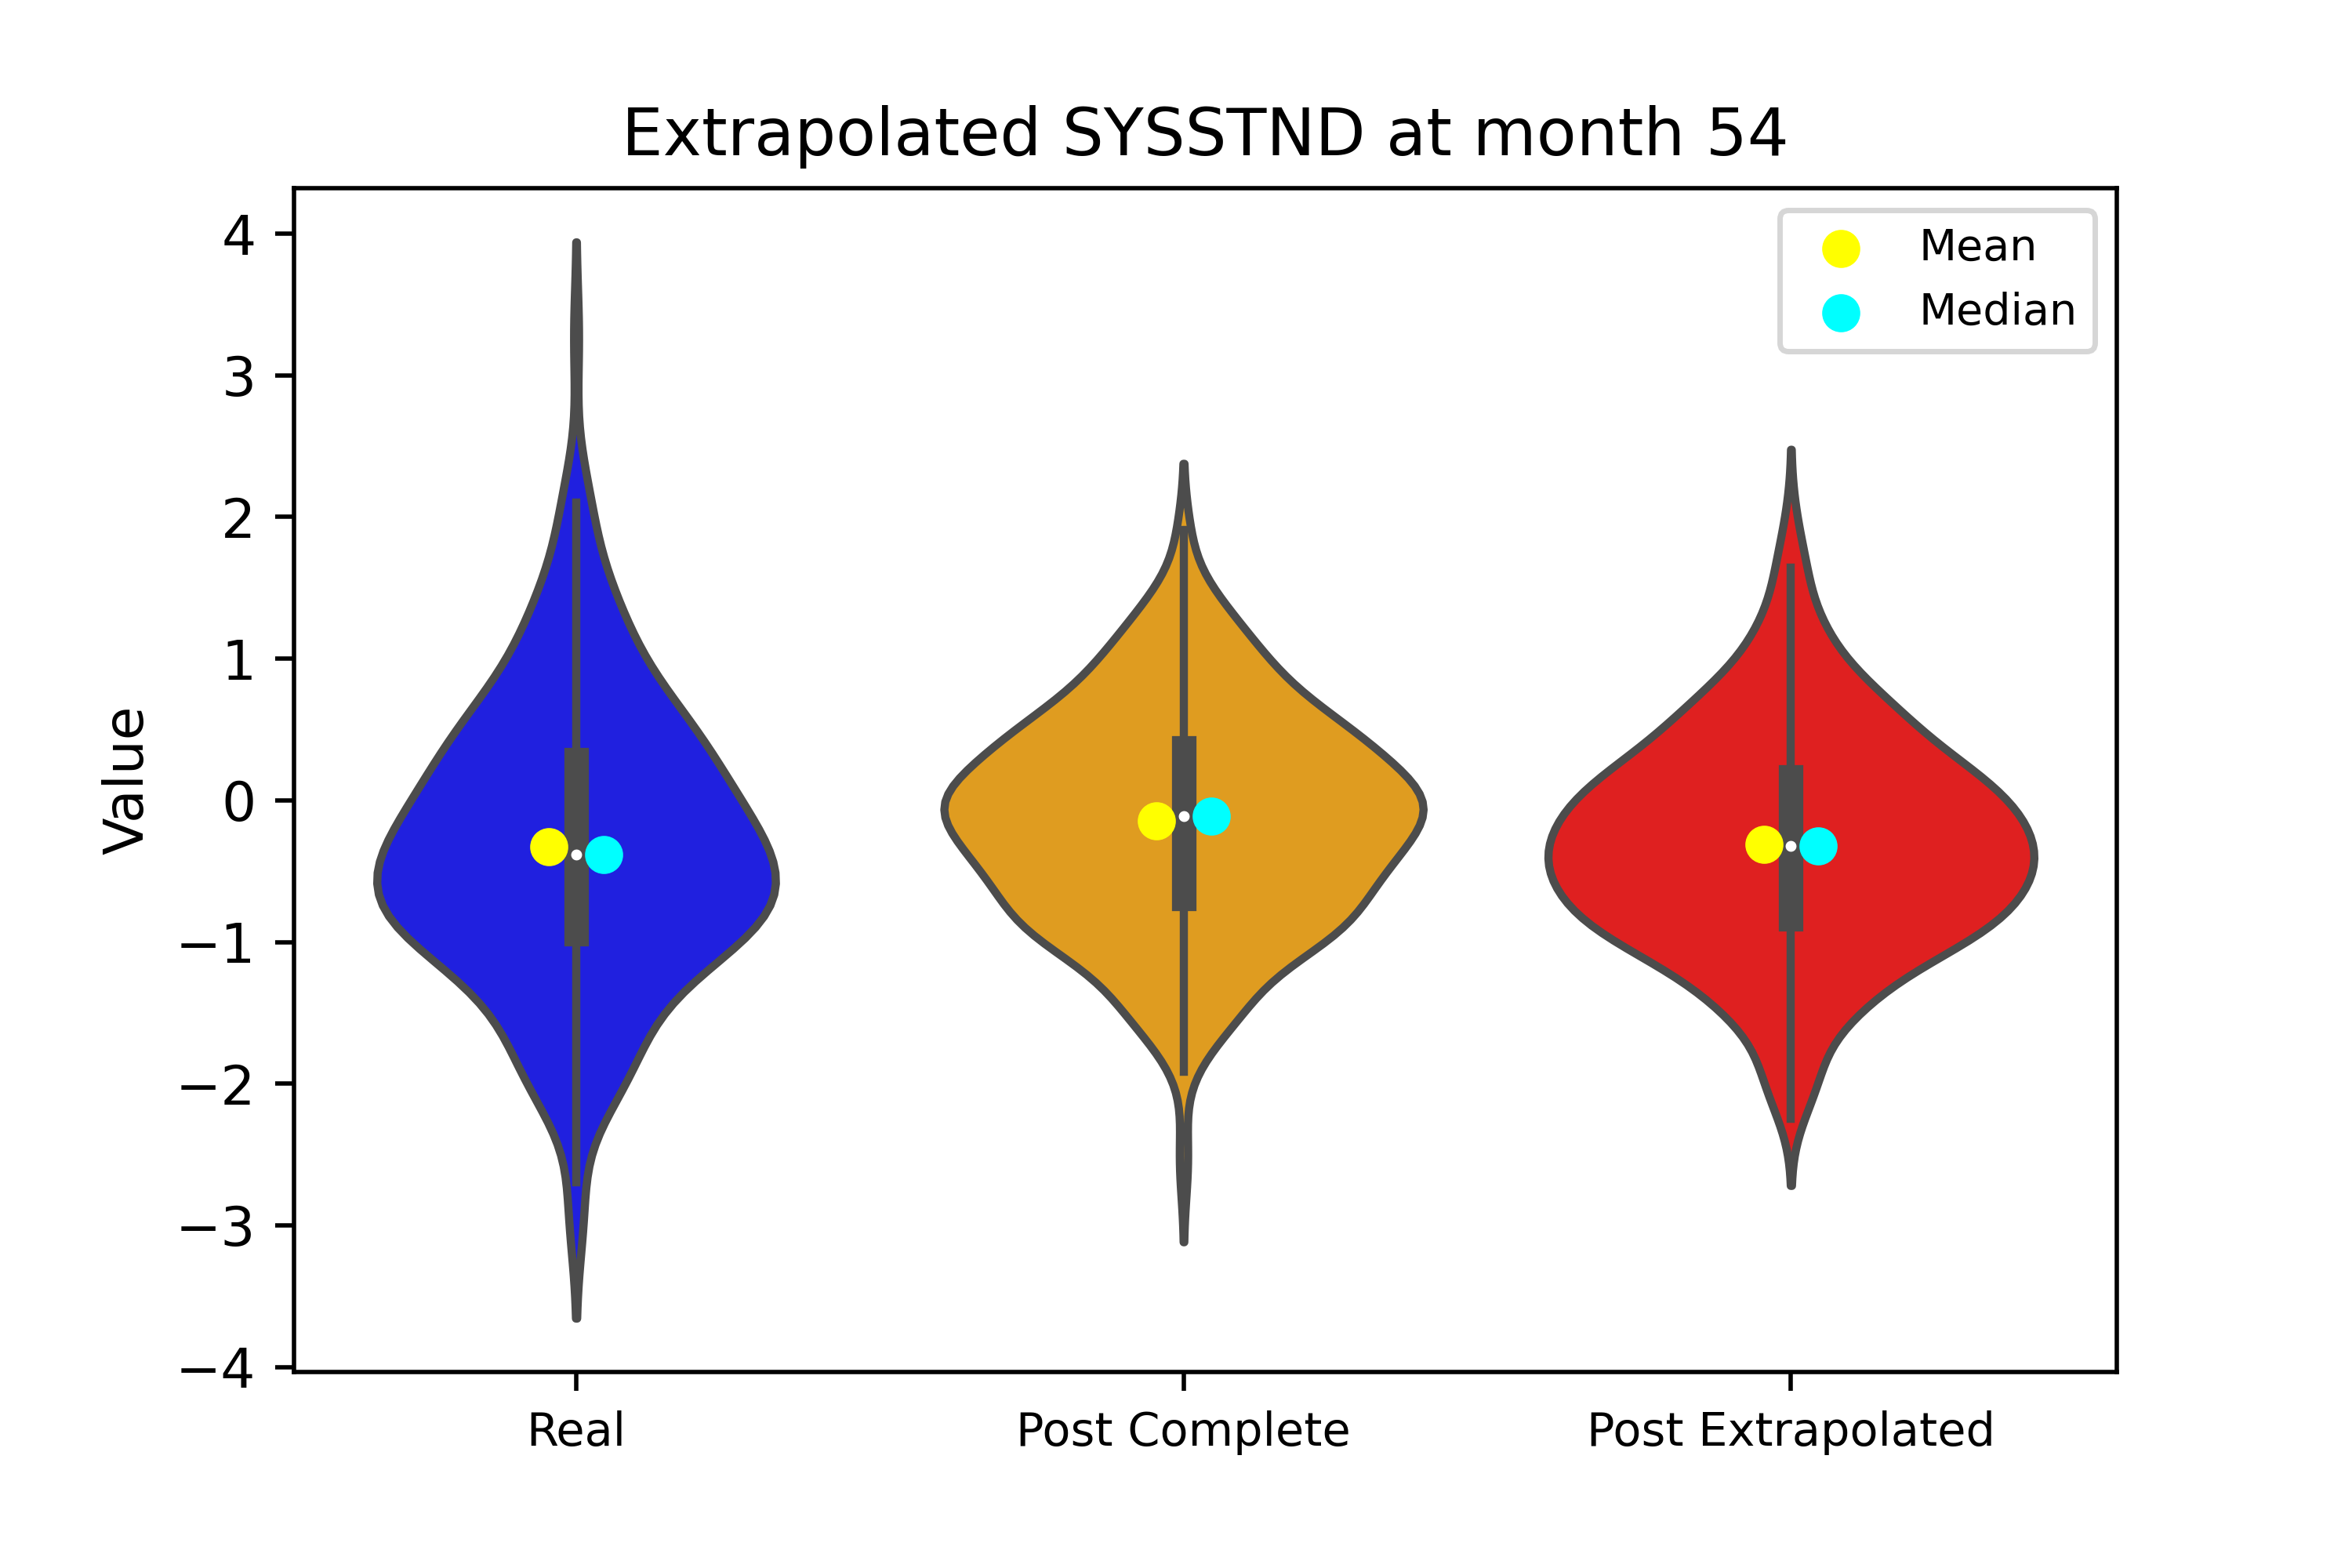 Extrapolated SYSSTND at month 54
Mean
Median
4
3
2
1
0
−1
−2
−3
−4
Value
Real
Post Complete
Post Extrapolated